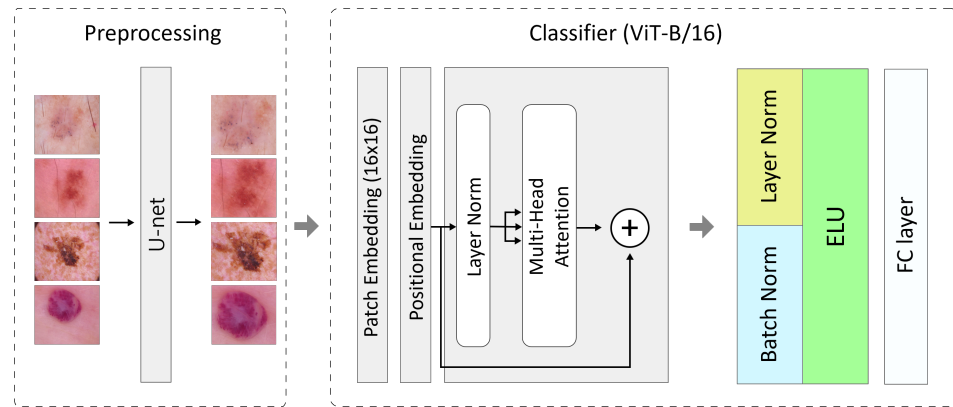 Preprocessing
U-net
Classifier (ViT-B/16)
Patch Embedding (16x16)
Positional Embedding
Layer Norm
Multi-Head
Attention
+
Layer Norm
Batch Norm
ELU
FC layer